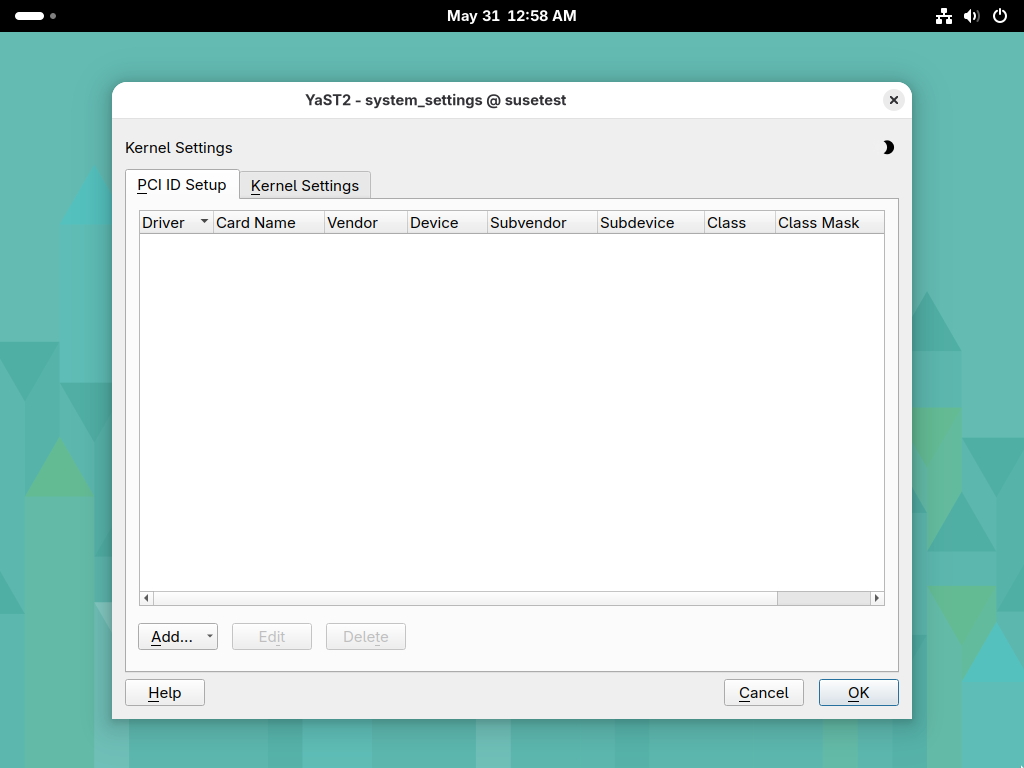 May 31 12:58 AM
YaST2 - system_settings @ susetest
Kernel Settings
PCI ID Setup Kernel Settings
Driver Card Name Vendor Device Subvendor Subdevice Class Class Mask
Add... Edit Delete
Help Cancel OK